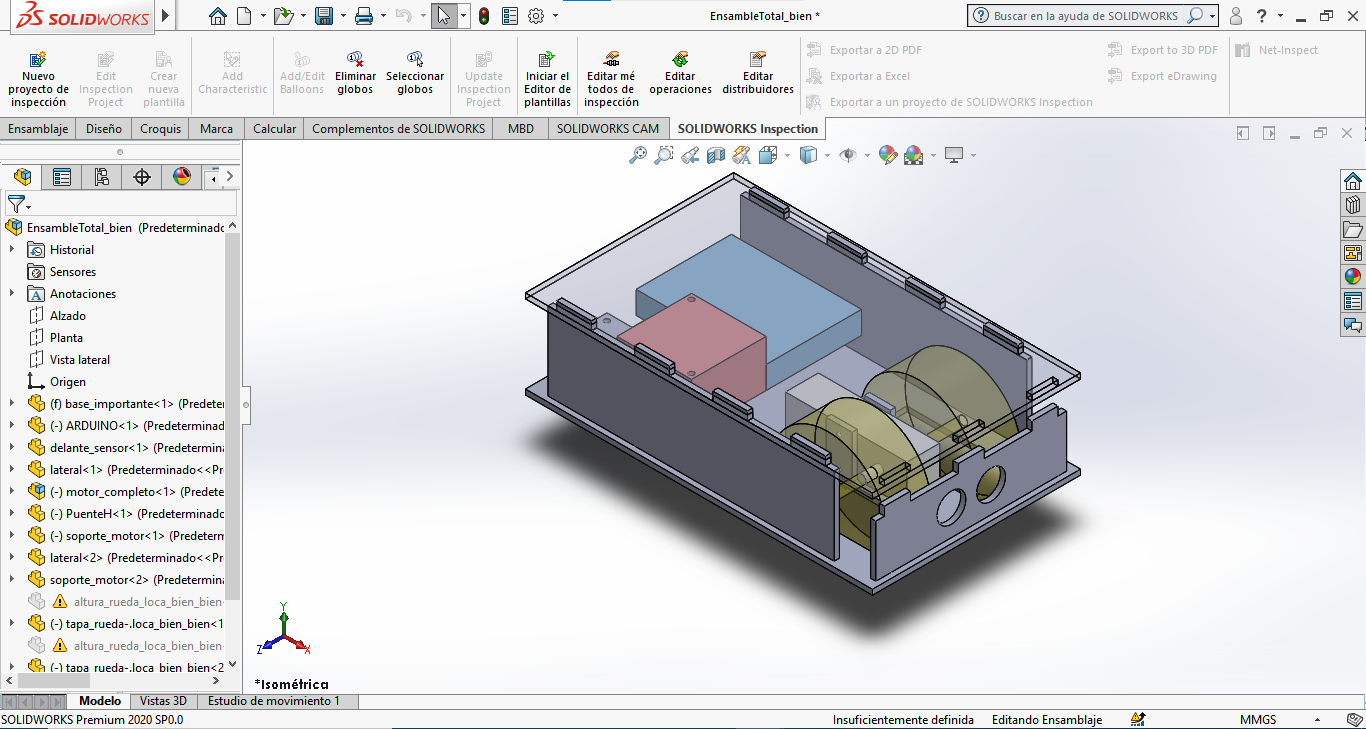 SOLIDWORKS
EnsambleTotal_bien *
Buscar en la ayuda de SOLIDWORKS
?
Nuevo proyecto de inspección
Edit Inspection Project
Crear nueva plantilla
Add Characteristic
Add/Edit Balloons
Eliminar globos
Seleccionar globos
Update Inspection Project
Iniciar el Editor de plantillas
Editar mé todos de inspección
Editar operaciones
Editar distribuidores
Exportar a 2D PDF
Exportar a Excel
Exportar a un proyecto de SOLIDWORKS Inspection
Export to 3D PDF
Export eDrawing
Net-Inspect
Ensamblaje
Diseño
Croquis
Marca
Calcular
Complementos de SOLIDWORKS
MBD
SOLIDWORKS CAM
SOLIDWORKS Inspection
EnsambleTotal_bien (Predeterminado
Historial
Sensores
Anotaciones
Alzado
Planta
Vista lateral
Origen
(f) base_importante<1> (Predeter
(-) ARDUINO<1> (Predeterminad
delante_sensor<1> (Predetermina
lateral<1> (Predeterminado<<Pr
(-) motor_completo<1> (Predete
(-) PuenteH<1> (Predeterminado
(-) soporte_motor<1> (Predeterm
lateral<2> (Predeterminado<<Pr
soporte_motor<2> (Predetermina
altura_rueda_loca_bien_bien
(-) tapa_rueda-.loca_bien_bien<1
altura_rueda_loca_bien_bien
(-) tapa_rueda-.loca_bien_bien<2
Y
Z
X
*Isométrica
Modelo
Vistas 3D
Estudio de movimiento 1
SOLIDWORKS Premium 2020 SP0.0
Insuficientemente definida
Editando Ensamblaje
MMGS